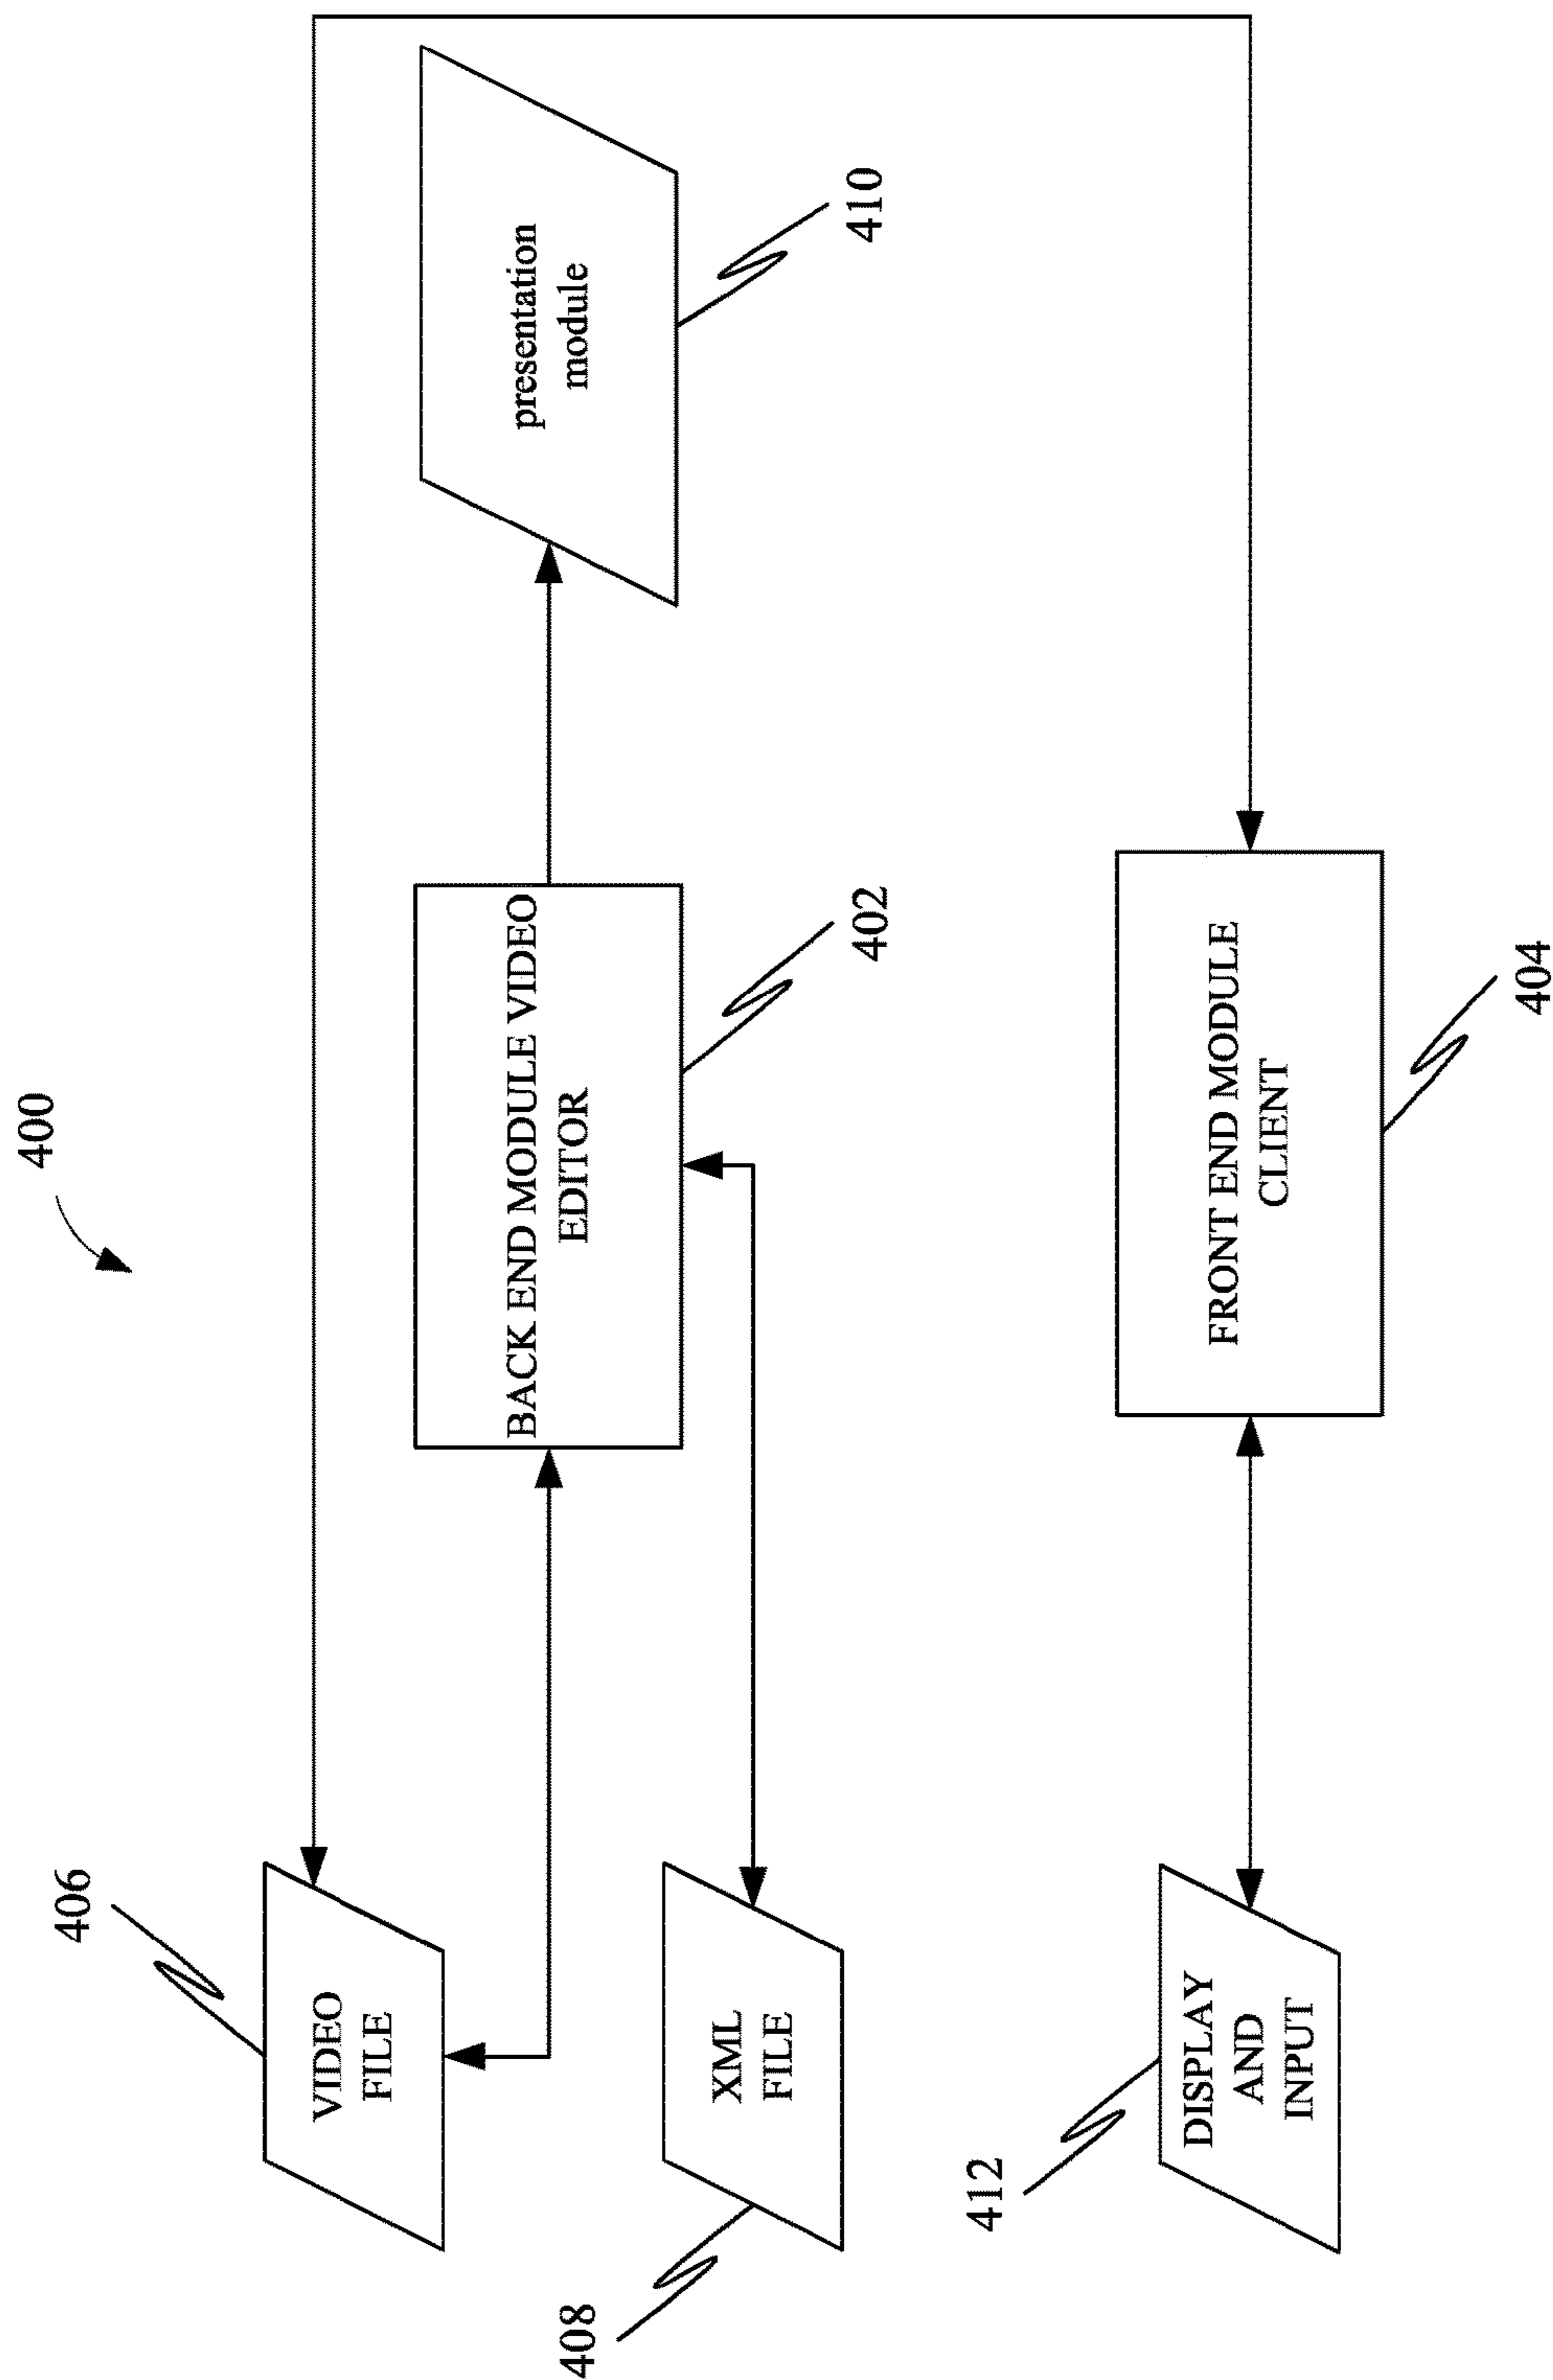 400
406
VIDEO
FILE
BACK END MODULE VIDEO
EDITOR
402
presentation
module
410
408
XML
FILE
412
DISPLAY
AND
INPUT
FRONT END MODULE
CLIENT
404